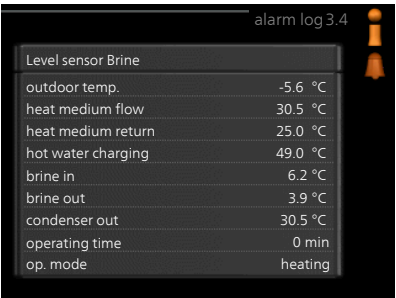 alarm log 3.4
Level sensor Brine
outdoor temp. -5.6 °C
heat medium flow 30.5 °C
heat medium return 25.0 °C
hot water charging 49.0 °C
brine in 6.2 °C
brine out 3.9 °C
condenser out 30.5 °C
operating time 0 min
op. mode heating